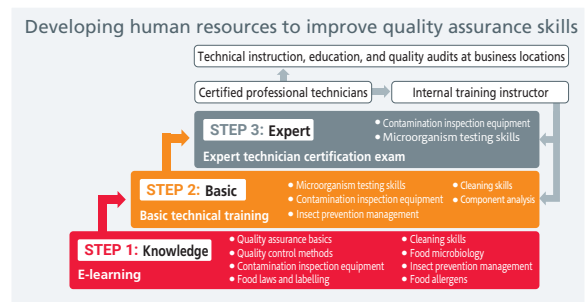 Developing human resources to improve quality assurance skills
Technical instruction, education, and quality audits at business locations
Certified professional technicians
Internal training instructor
STEP 3: Expert
Expert technician certification exam
• Contamination inspection equipment
• Microorganism testing skills
STEP 2: Basic
Basic technical training
• Microorganism testing skills
• Contamination inspection equipment
• Insect prevention management
• Cleaning skills
• Component analysis
STEP 1: Knowledge
E-learning
• Quality assurance basics
• Quality control methods
• Contamination inspection equipment
• Food laws and labelling
• Cleaning skills
• Food microbiology
• Insect prevention management
• Food allergens